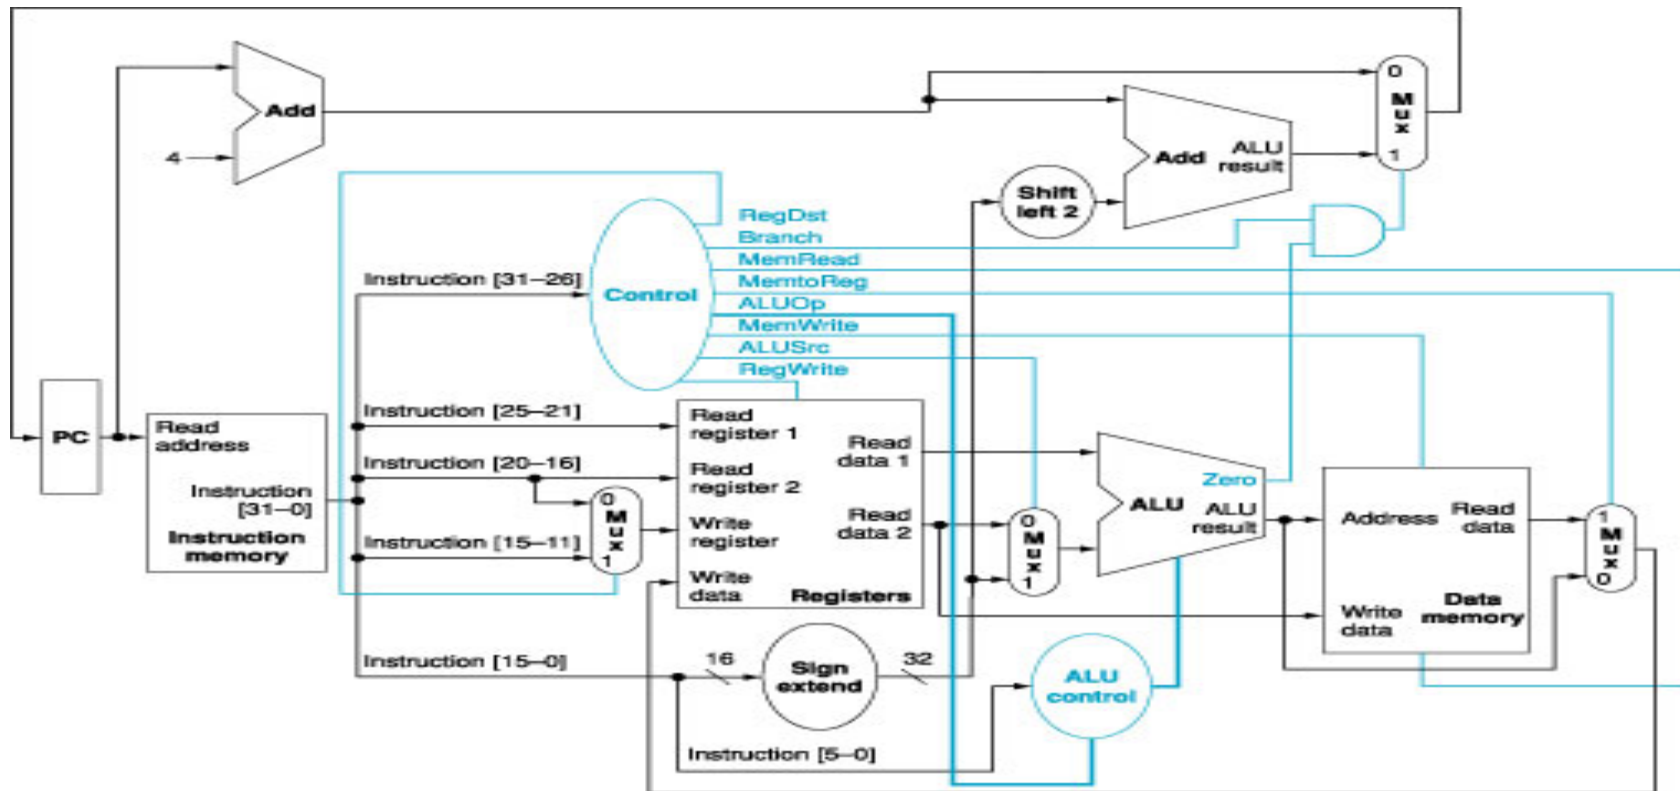 0
Mux
1
Add
4
Add
ALU
result
Shift
left 2
RegDst
Branch
MemRead
MemtoReg
ALUOp
MemWrite
ALUSrc
RegWrite
Instruction [31–26]
Control
PC
Read
address
Instruction
[31–0]
Instruction
memory
Instruction [25–21]
Instruction [20–16]
Instruction [15–11]
0
Mux
1
Read
register 1
Read
register 2
Write
register
Write
data
Read
data 1
Read
data 2
Registers
0
Mux
1
Zero
ALU
ALU
result
Address
Read
data
Write
data
Data
memory
1
Mux
0
Instruction [15–0]
16
Sign
extend
32
ALU
control
Instruction [5–0]